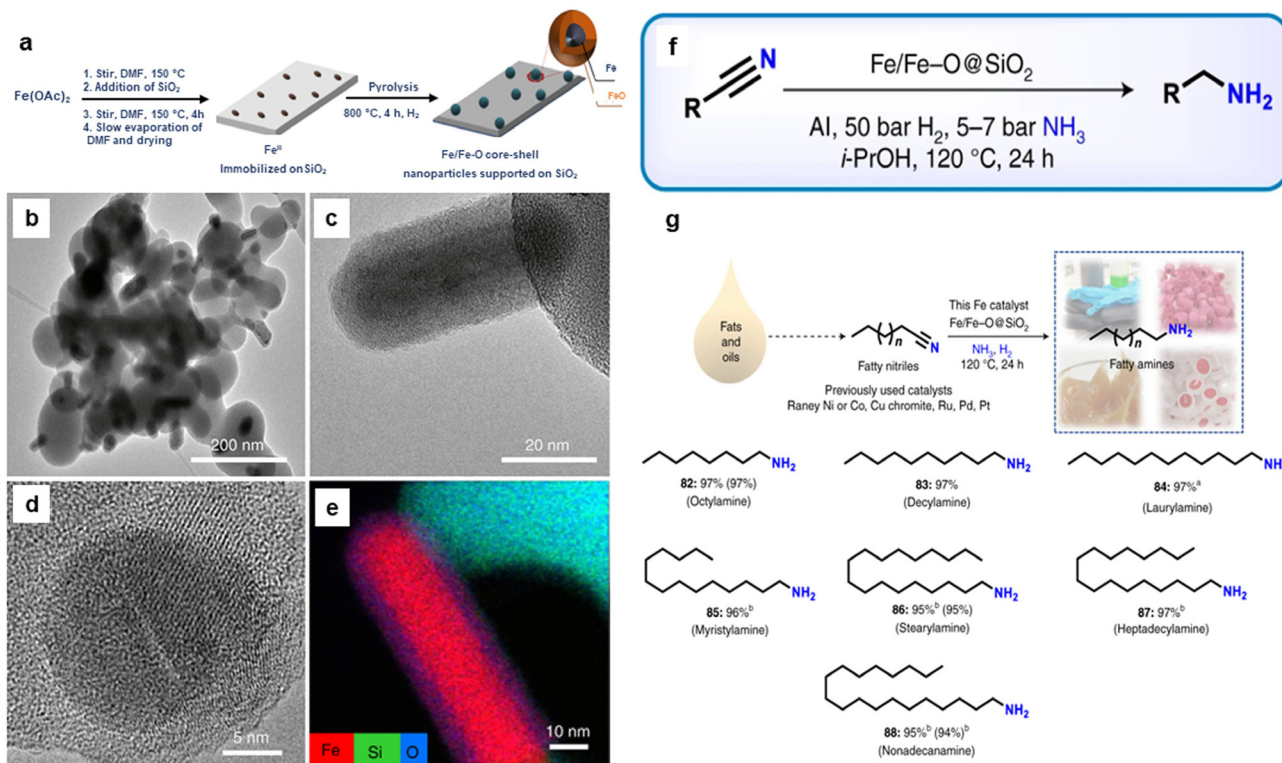 a
Fe(OAc)₂
1. Stir, DMF, 150 °C
2. Addition of SiO₂
3. Stir, DMF, 150 °C, 4h
4. Slow evaporation of
DMF and drying
Feᴵᴵ
Immobilized on SiO₂
Pyrolysis
800 °C, 4 h, H₂
Fe
FeO
Fe/Fe-O core-shell
nanoparticles supported on SiO₂
b
200 nm
c
20 nm
d
5 nm
e
Fe Si O
10 nm
f
R
N
Fe/Fe–O@SiO₂
Al, 50 bar H₂, 5–7 bar NH₃
i-PrOH, 120 °C, 24 h
R
NH₂
g
Fats
and
oils
n
N
Fatty nitriles
Previously used catalysts
Raney Ni or Co, Cu chromite, Ru, Pd, Pt
This Fe catalyst
Fe/Fe–O@SiO₂
NH₃, H₂
120 °C, 24 h
n
NH₂
Fatty amines
NH₂
82: 97% (97%)
(Octylamine)
NH₂
83: 97%
(Decylamine)
NH
84: 97%ᵃ
(Laurylamine)
NH₂
85: 96%ᵇ
(Myristylamine)
NH₂
86: 95%ᵇ (95%)
(Stearylamine)
NH₂
87: 97%ᵇ
(Heptadecylamine)
NH₂
88: 95%ᵇ (94%)ᵇ
(Nonadecanamine)